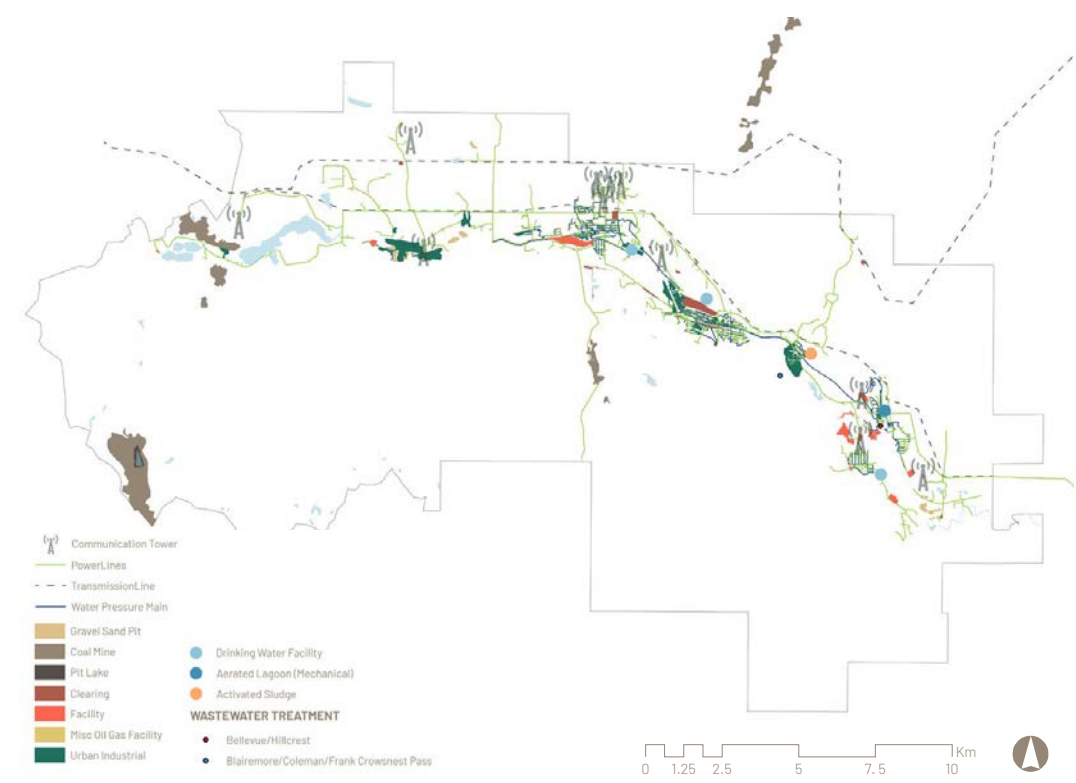 Communication Tower
PowerLines
TransmissionLine
Water Pressure Main
Gravel Sand Pit
Coal Mine
Pit Lake
Clearing
Facility
Misc Oil Gas Facility
Urban Industrial
Drinking Water Facility
Aerated Lagoon (Mechanical)
Activated Sludge
WASTEWATER TREATMENT
Bellevue/Hillcrest
Blairemore/Coleman/Frank Crowsnest Pass
Km
0 1.25 2.5 5 7.5 10